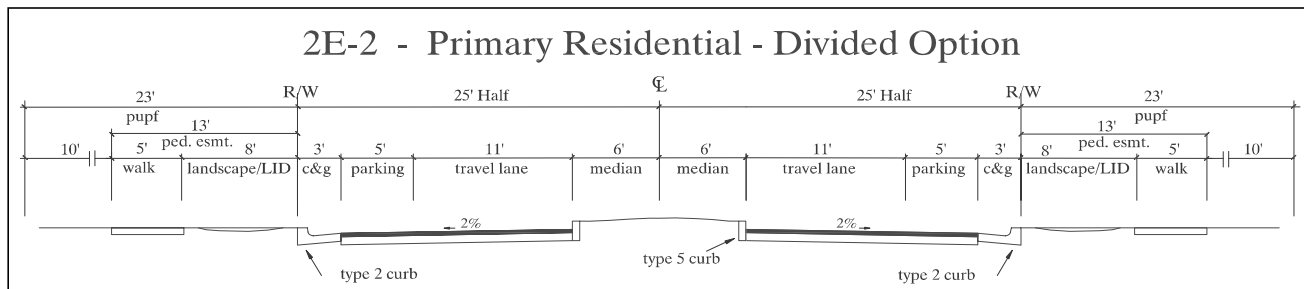 2E-2 - Primary Residential - Divided Option
R/W ℄ R/W
23' 25' Half 25' Half 23'
pupf pupf
13' 13'
ped. esmt. ped. esmt.
10' 5' 8' 3' 5' 11' 6' 6' 11' 5' 3' 8' 5' 10'
walk landscape/LID c&g parking travel lane median median travel lane parking c&g landscape/LID walk
2% 2%
type 2 curb type 5 curb type 2 curb